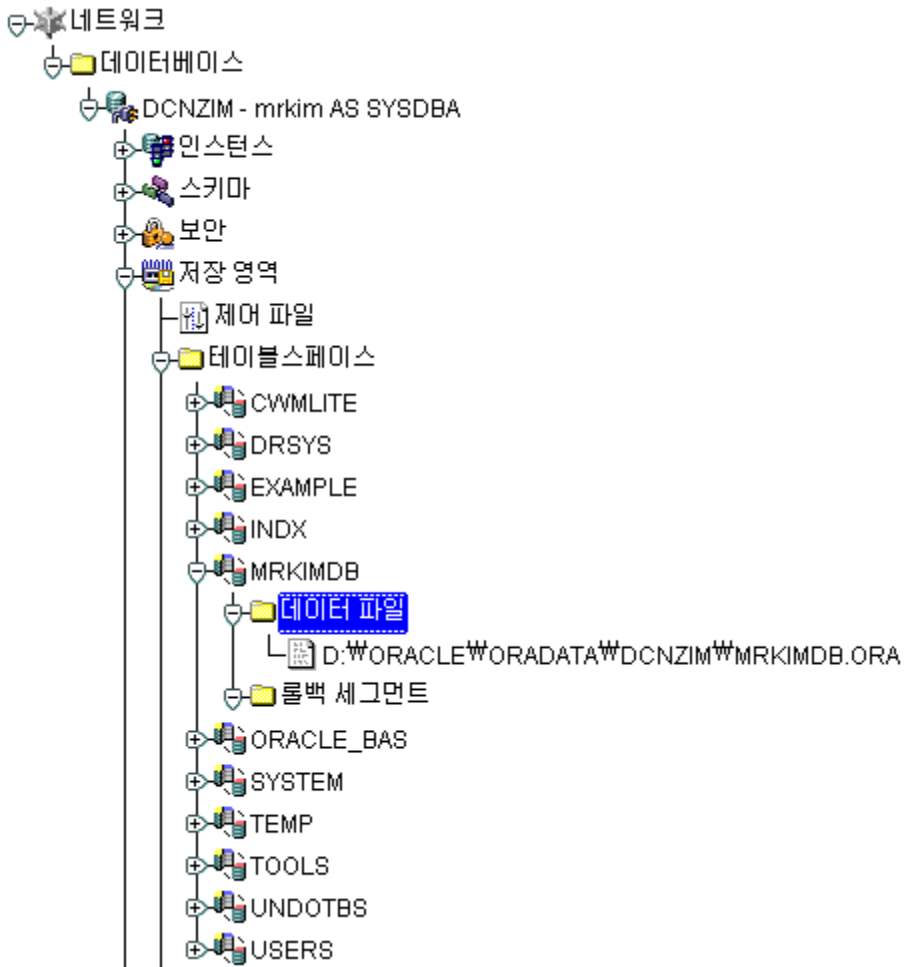 네트워크
데이터베이스
DCNZIM - mrkim AS SYSDBA
인스턴스
스키마
보안
저장 영역
제어 파일
테이블스페이스
CWMLITE
DRSYS
EXAMPLE
INDX
MRKIMDB
데이터 파일
D:₩ORACLE₩ORADATA₩DCNZIM₩MRKIMDB.ORA
롤백 세그먼트
ORACLE_BAS
SYSTEM
TEMP
TOOLS
UNDOTBS
USERS